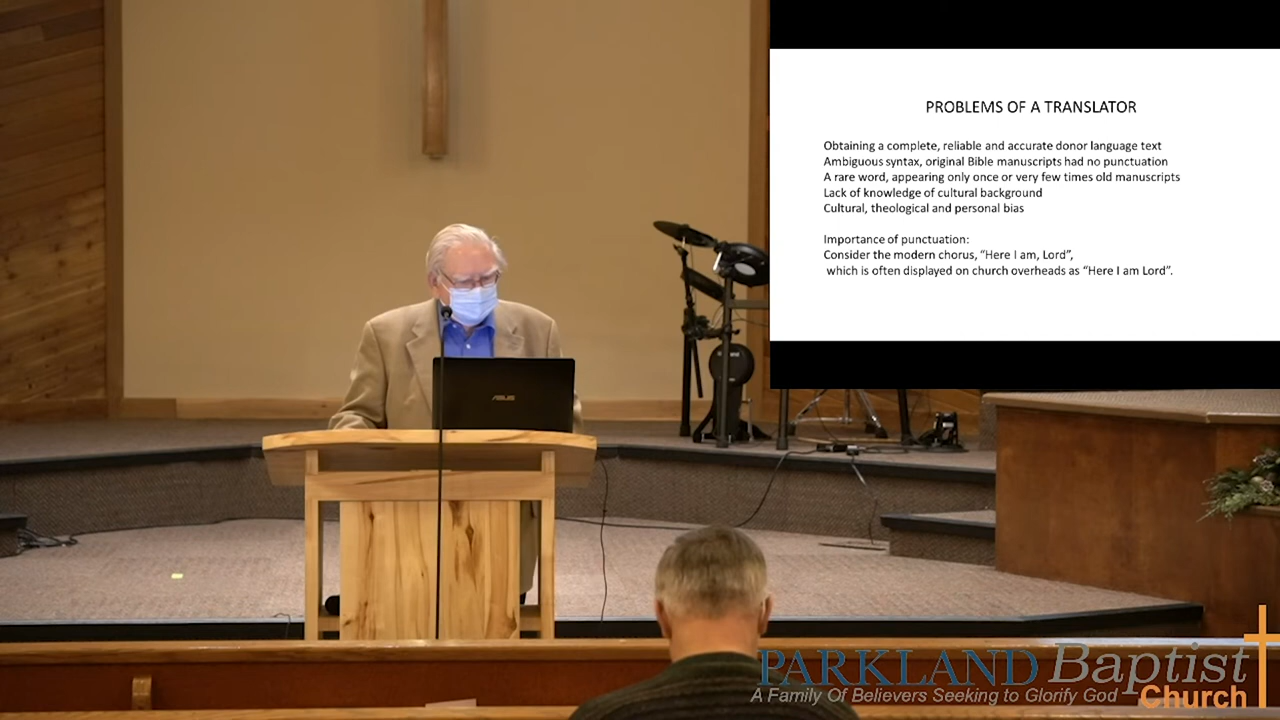 PROBLEMS OF A TRANSLATOR
Obtaining a complete, reliable and accurate donor language text
Ambiguous syntax, original Bible manuscripts had no punctuation
A rare word, appearing only once or very few times old manuscripts
Lack of knowledge of cultural background
Cultural, theological and personal bias
Importance of punctuation:
Consider the modern chorus, “Here I am, Lord”,
which is often displayed on church overheads as “Here I am Lord”.
ASUS
PARKLAND Baptist
A Family Of Believers Seeking to Glorify God
Church